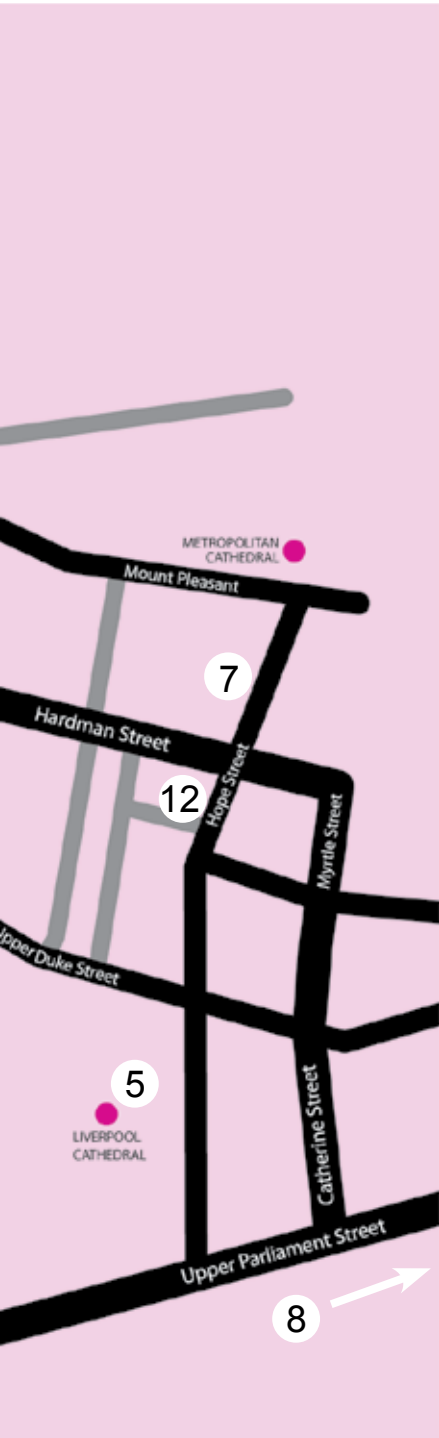 METROPOLITAN
CATHEDRAL
Mount Pleasant
7
Hardman Street
12
Hope Street
Myrtle Street
Upper Duke Street
5
LIVERPOOL
CATHEDRAL
Catherine Street
Upper Parliament Street
8